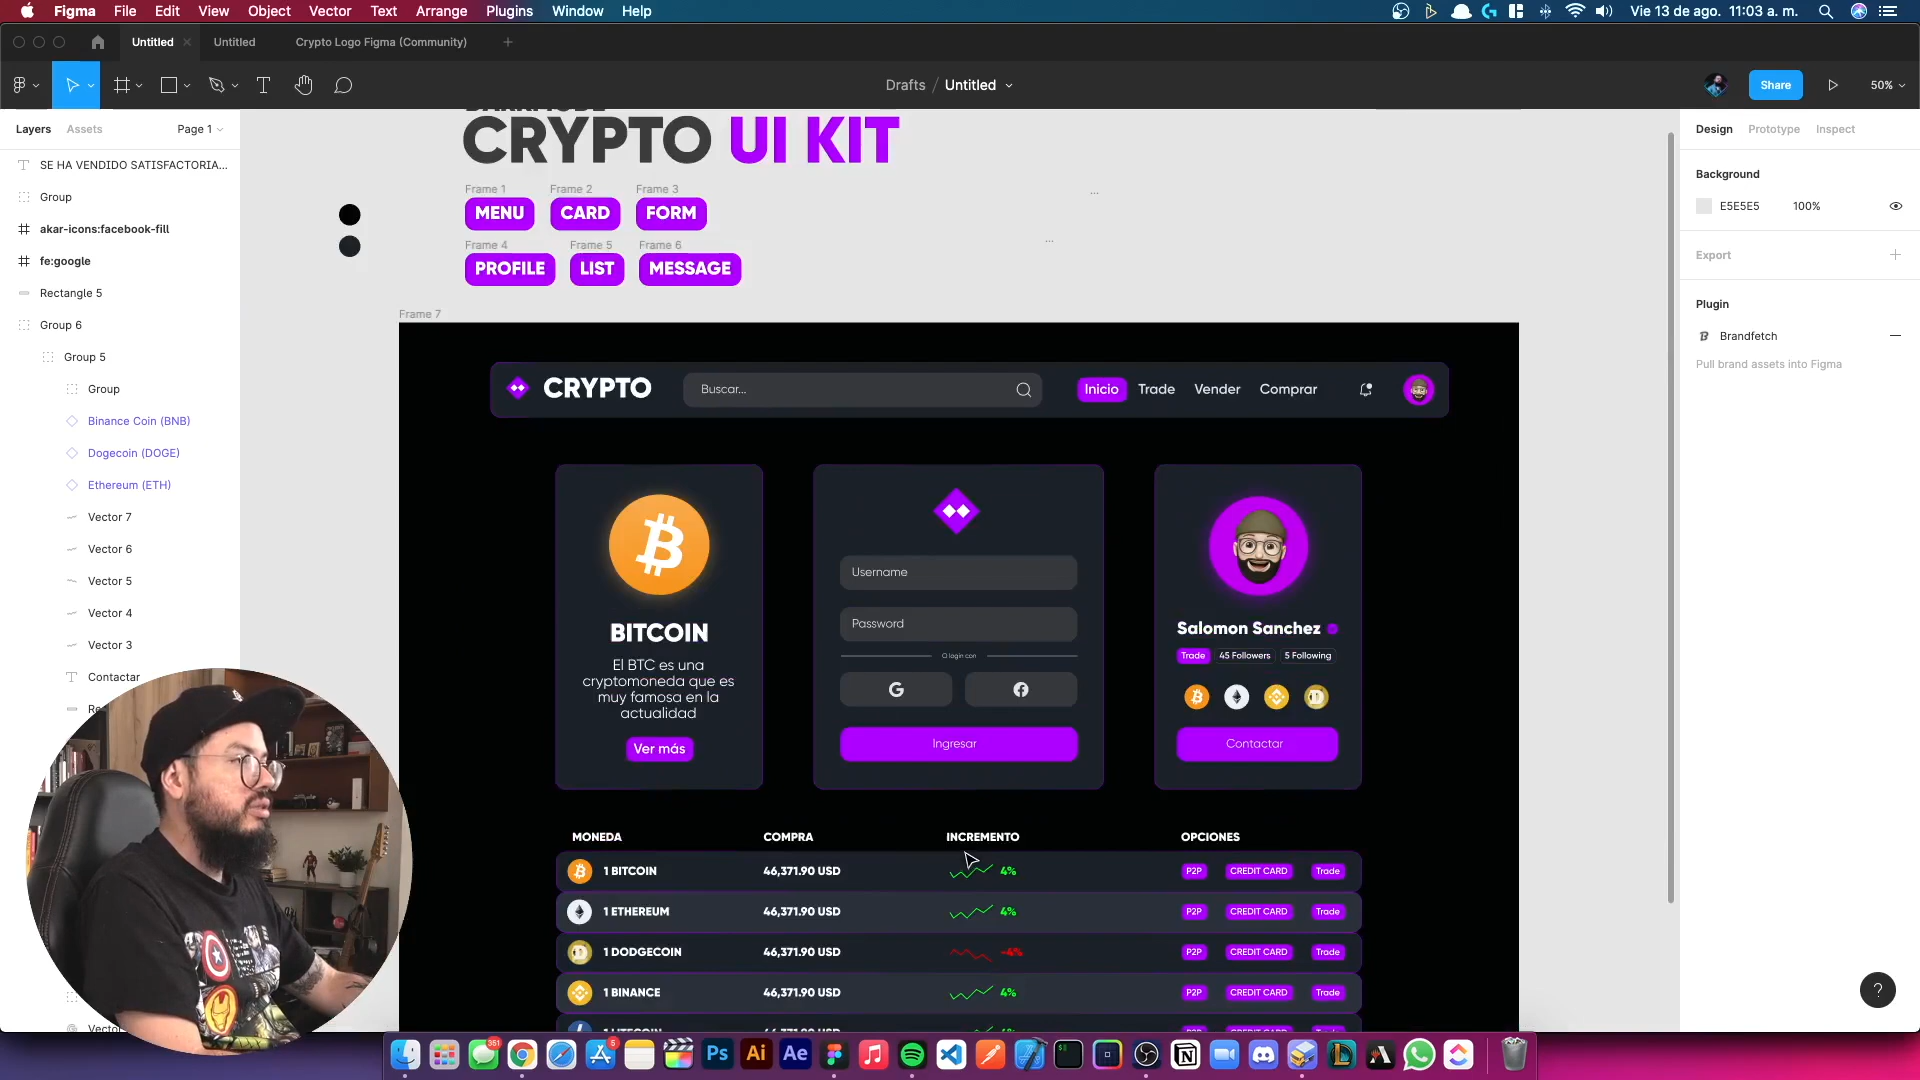 Figma File Edit View Object Vector Text Arrange Plugins Window Help
Vie 13 de ago. 11:03 a. m.
Untitled
Untitled
Crypto Logo Figma (Community)
Drafts / Untitled
Share
50%
Layers
Assets
Page 1
Design
Prototype
Inspect
SE HA VENDIDO SATISFACTORIA...
Group
akar-icons:facebook-fill
fe:google
Rectangle 5
Group 6
Group 5
Group
Binance Coin (BNB)
Dogecoin (DOGE)
Ethereum (ETH)
Vector 7
Vector 6
Vector 5
Vector 4
Vector 3
Contactar
CRYPTO UI KIT
Frame 1
Frame 2
Frame 3
MENU
CARD
FORM
Frame 4
Frame 5
Frame 6
PROFILE
LIST
MESSAGE
...
...
Frame 7
CRYPTO
Buscar...
Inicio
Trade
Vender
Comprar
BITCOIN
El BTC es una
cryptomoneda que es
muy famosa en la
actualidad
Ver más
Username
Password
O login con
Ingresar
Salomon Sanchez
Trade
45 Followers
5 Following
Contactar
MONEDA COMPRA INCREMENTO OPCIONES
1 BITCOIN 46,371.90 USD 4% P2P CREDIT CARD Trade
1 ETHEREUM 46,371.90 USD 4% P2P CREDIT CARD Trade
1 DODGECOIN 46,371.90 USD -4% P2P CREDIT CARD Trade
1 BINANCE 46,371.90 USD 4% P2P CREDIT CARD Trade
Background
E5E5E5 100%
Export
Plugin
Brandfetch
Pull brand assets into Figma
?
351
5
Ps
Ai
Ae